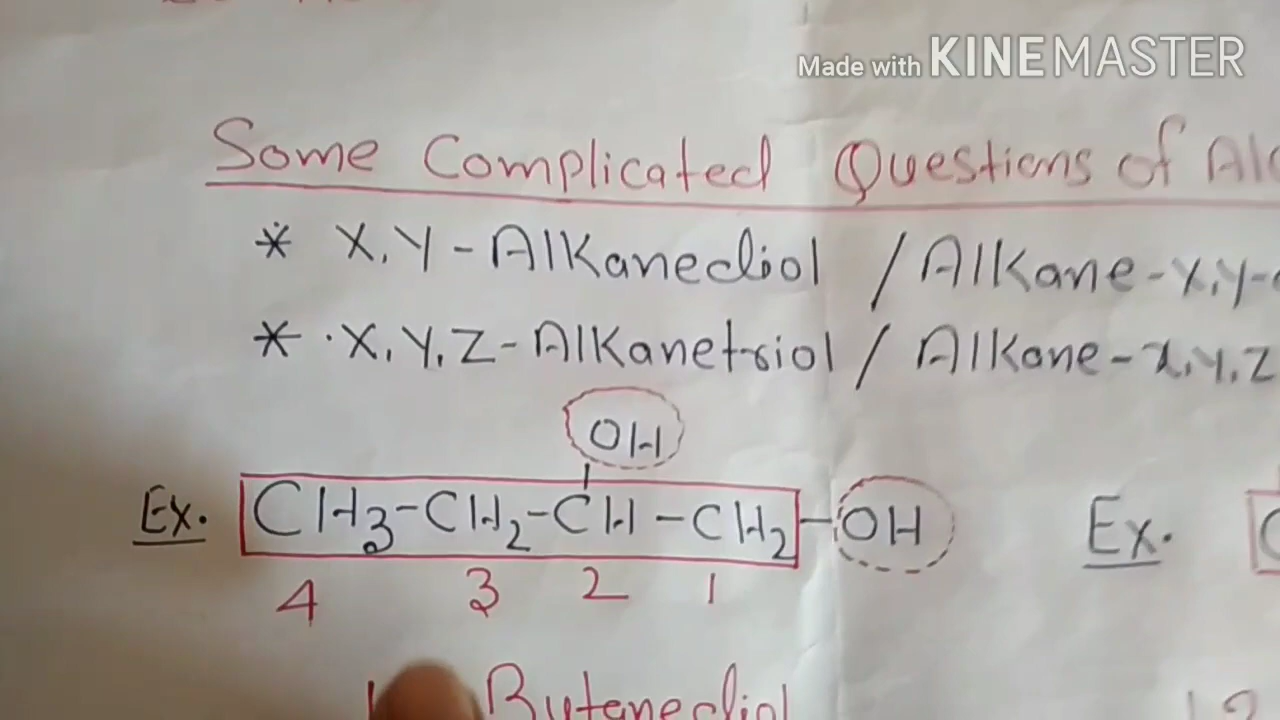 Made with KINEMASTER
Some Complicated Questions of Alc
* X,Y-Alkanediol / Alkane-X,Y-
* X,Y,Z-Alkanetriol / Alkane-x,y,z
OH
Ex. CH3-CH2-CH-CH2-OH Ex. C
4 3 2 1
Butanediol